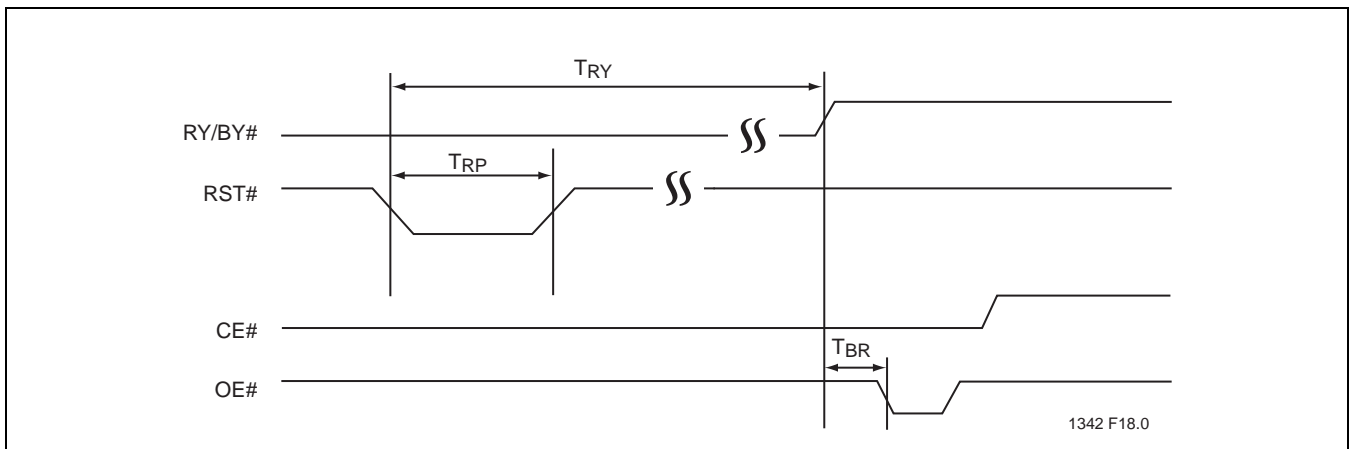 TRY
RY/BY#
TRP
RST#
CE#
TBR
OE#
1342 F18.0